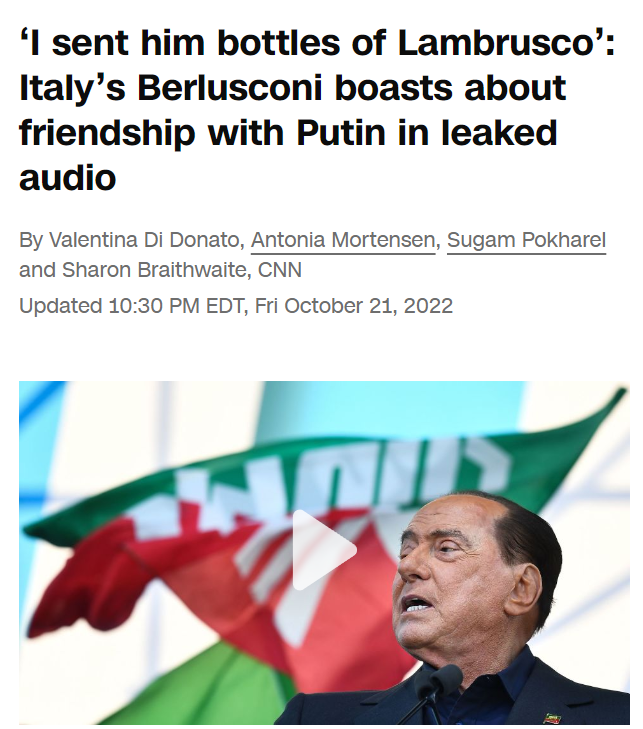 ‘I sent him bottles of Lambrusco’:
Italy’s Berlusconi boasts about
friendship with Putin in leaked
audio
By Valentina Di Donato, Antonia Mortensen, Sugam Pokharel
and Sharon Braithwaite, CNN
Updated 10:30 PM EDT, Fri October 21, 2022